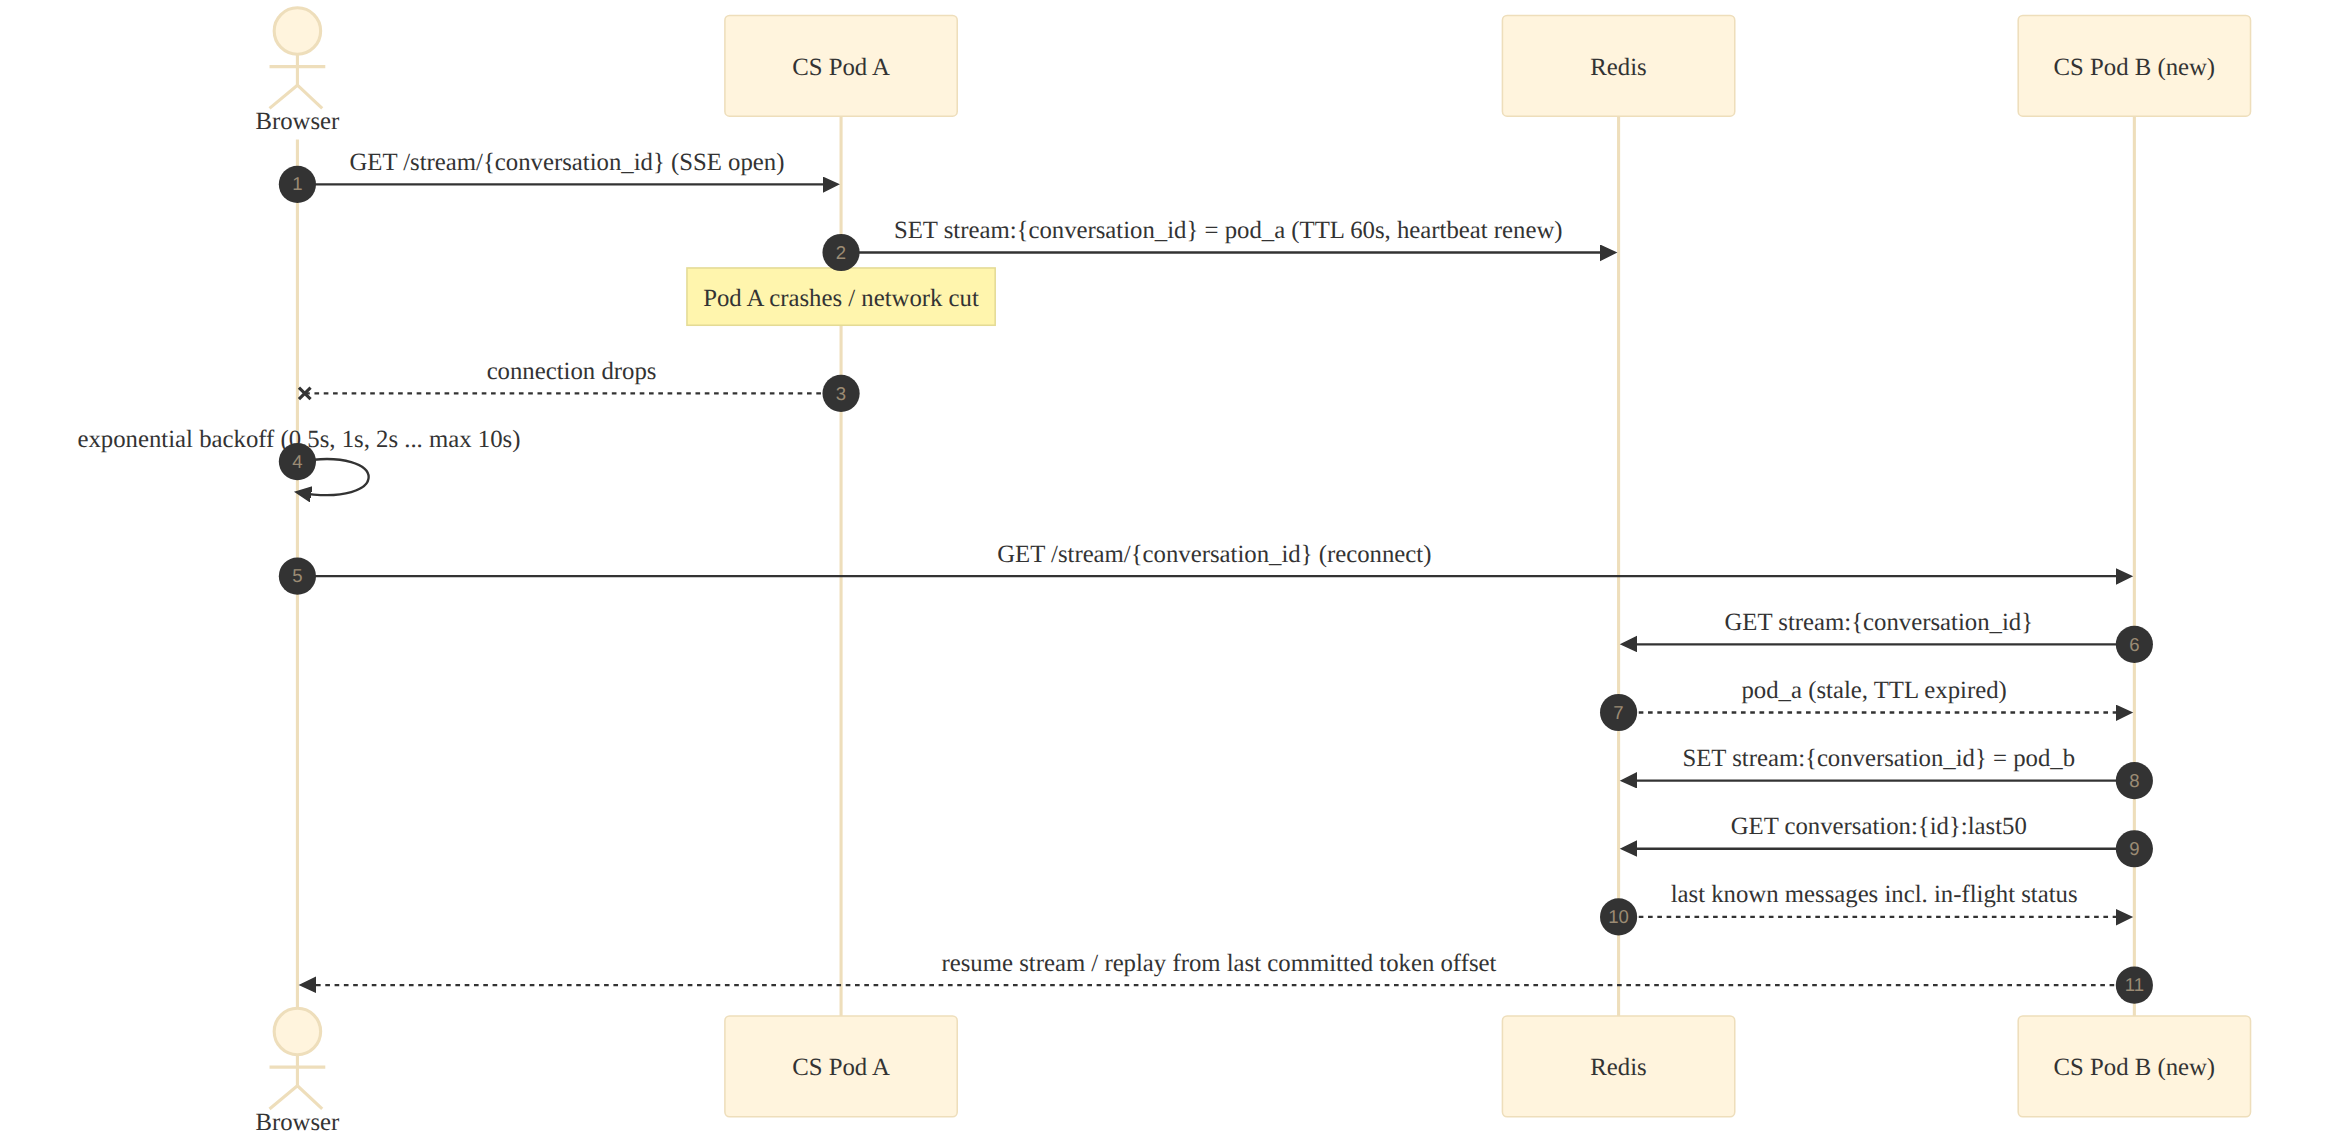 Browser
CS Pod A
Redis
CS Pod B (new)
GET /stream/{conversation_id} (SSE open)
1
SET stream:{conversation_id} = pod_a (TTL 60s, heartbeat renew)
2
Pod A crashes / network cut
connection drops
3
exponential backoff (0.5s, 1s, 2s ... max 10s)
4
GET /stream/{conversation_id} (reconnect)
5
GET stream:{conversation_id}
6
pod_a (stale, TTL expired)
7
SET stream:{conversation_id} = pod_b
8
GET conversation:{id}:last50
9
last known messages incl. in-flight status
10
resume stream / replay from last committed token offset
11
Browser
CS Pod A
Redis
CS Pod B (new)